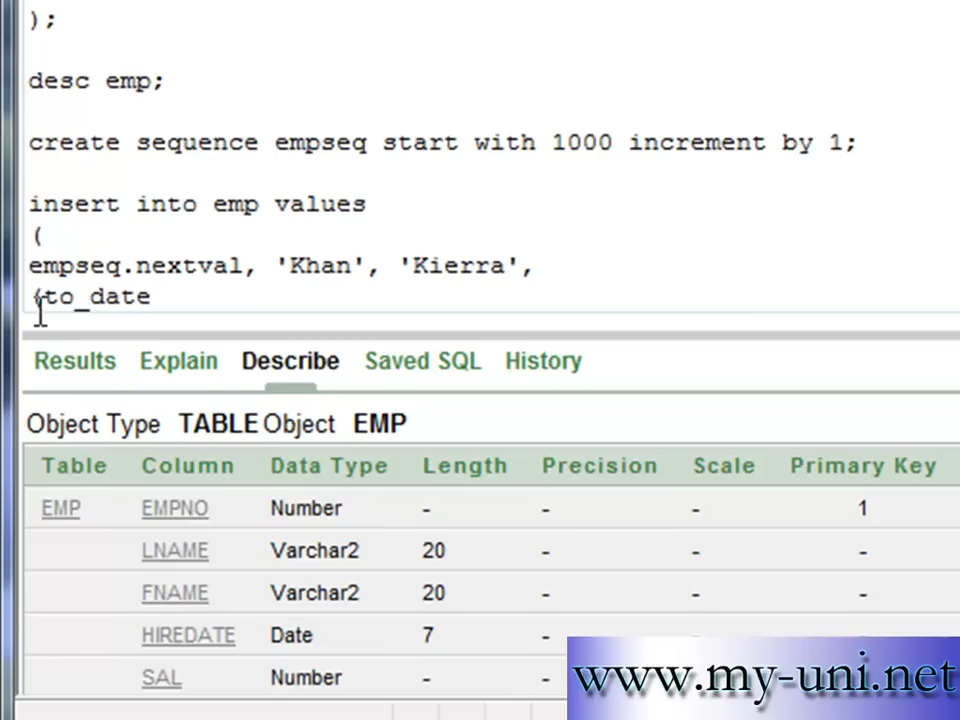 );
desc emp;
create sequence empseq start with 1000 increment by 1;
insert into emp values
(
empseq.nextval, 'Khan', 'Kierra',
(to_date
Results Explain Describe Saved SQL History
Object Type TABLE Object EMP
Table Column Data Type Length Precision Scale Primary Key
EMP EMPNO Number - - - 1
LNAME Varchar2 20 - - -
FNAME Varchar2 20 - - -
HIREDATE Date 7 - - -
SAL Number - -
www.my-uni.net